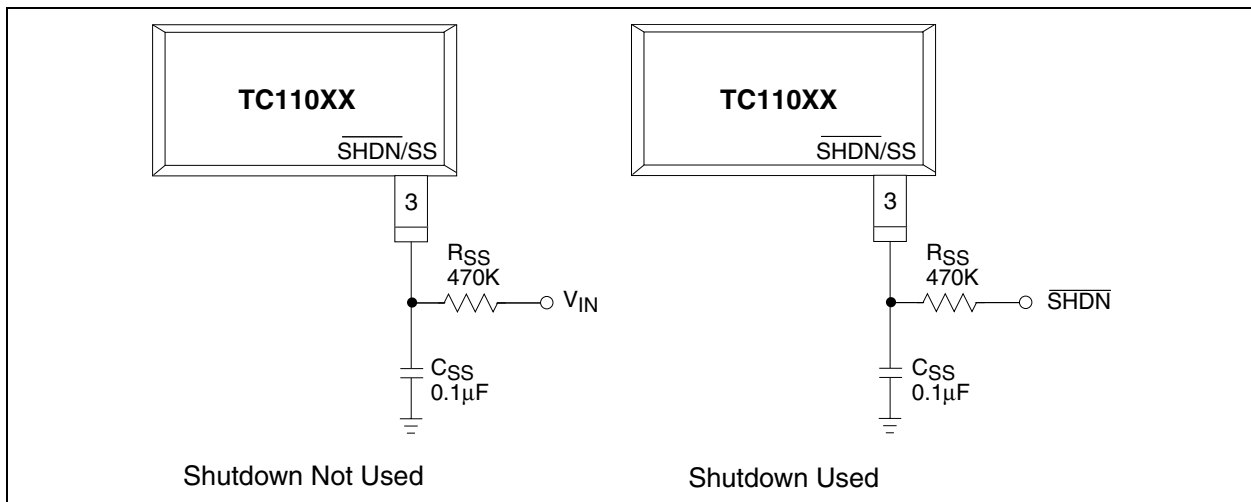 TC110XX
SHDN/SS
3
RSS
470K
VIN
CSS
0.1μF
Shutdown Not Used
TC110XX
SHDN/SS
3
RSS
470K
SHDN
CSS
0.1μF
Shutdown Used